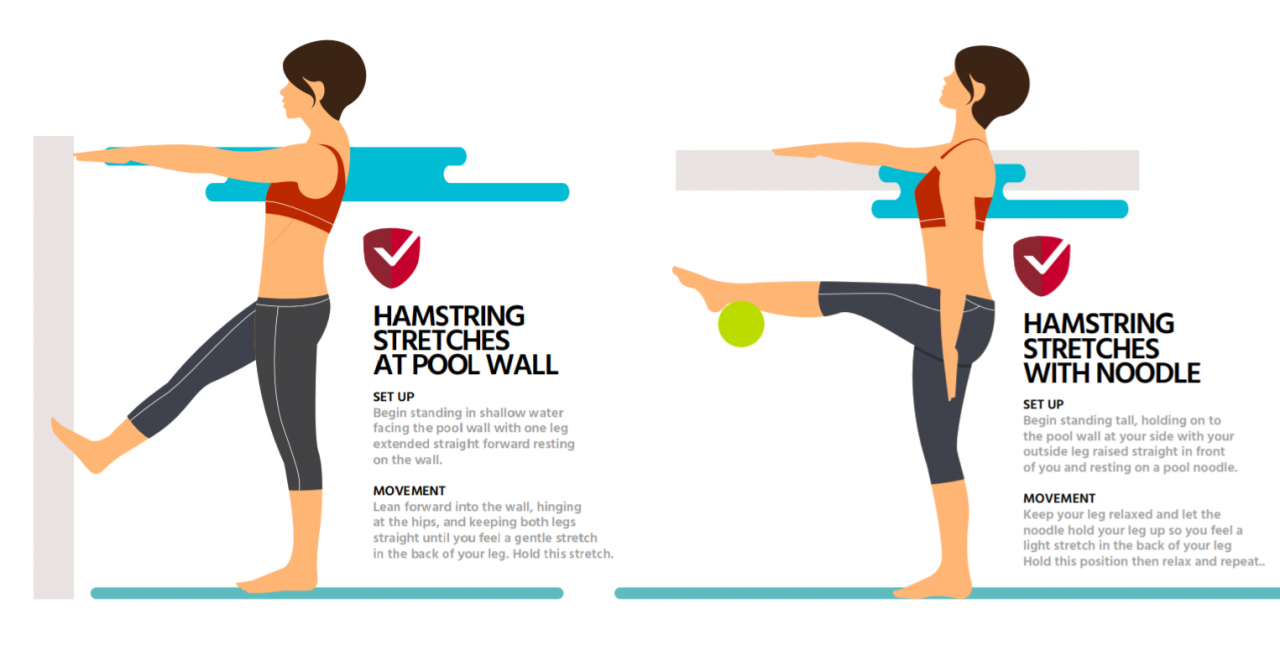 HAMSTRING
STRETCHES
AT POOL WALL
SET UP
Begin standing in shallow water
facing the pool wall with one leg
extended straight forward resting
on the wall.
MOVEMENT
Lean forward into the wall, hinging
at the hips, and keeping both legs
straight until you feel a gentle stretch
in the back of your leg. Hold this stretch.
HAMSTRING
STRETCHES
WITH NOODLE
SET UP
Begin standing tall, holding on to
the pool wall at your side with your
outside leg raised straight in front
of you and resting on a pool noodle.
MOVEMENT
Keep your leg relaxed and let the
noodle hold your leg up so you feel a
light stretch in the back of your leg
Hold this position then relax and repeat..